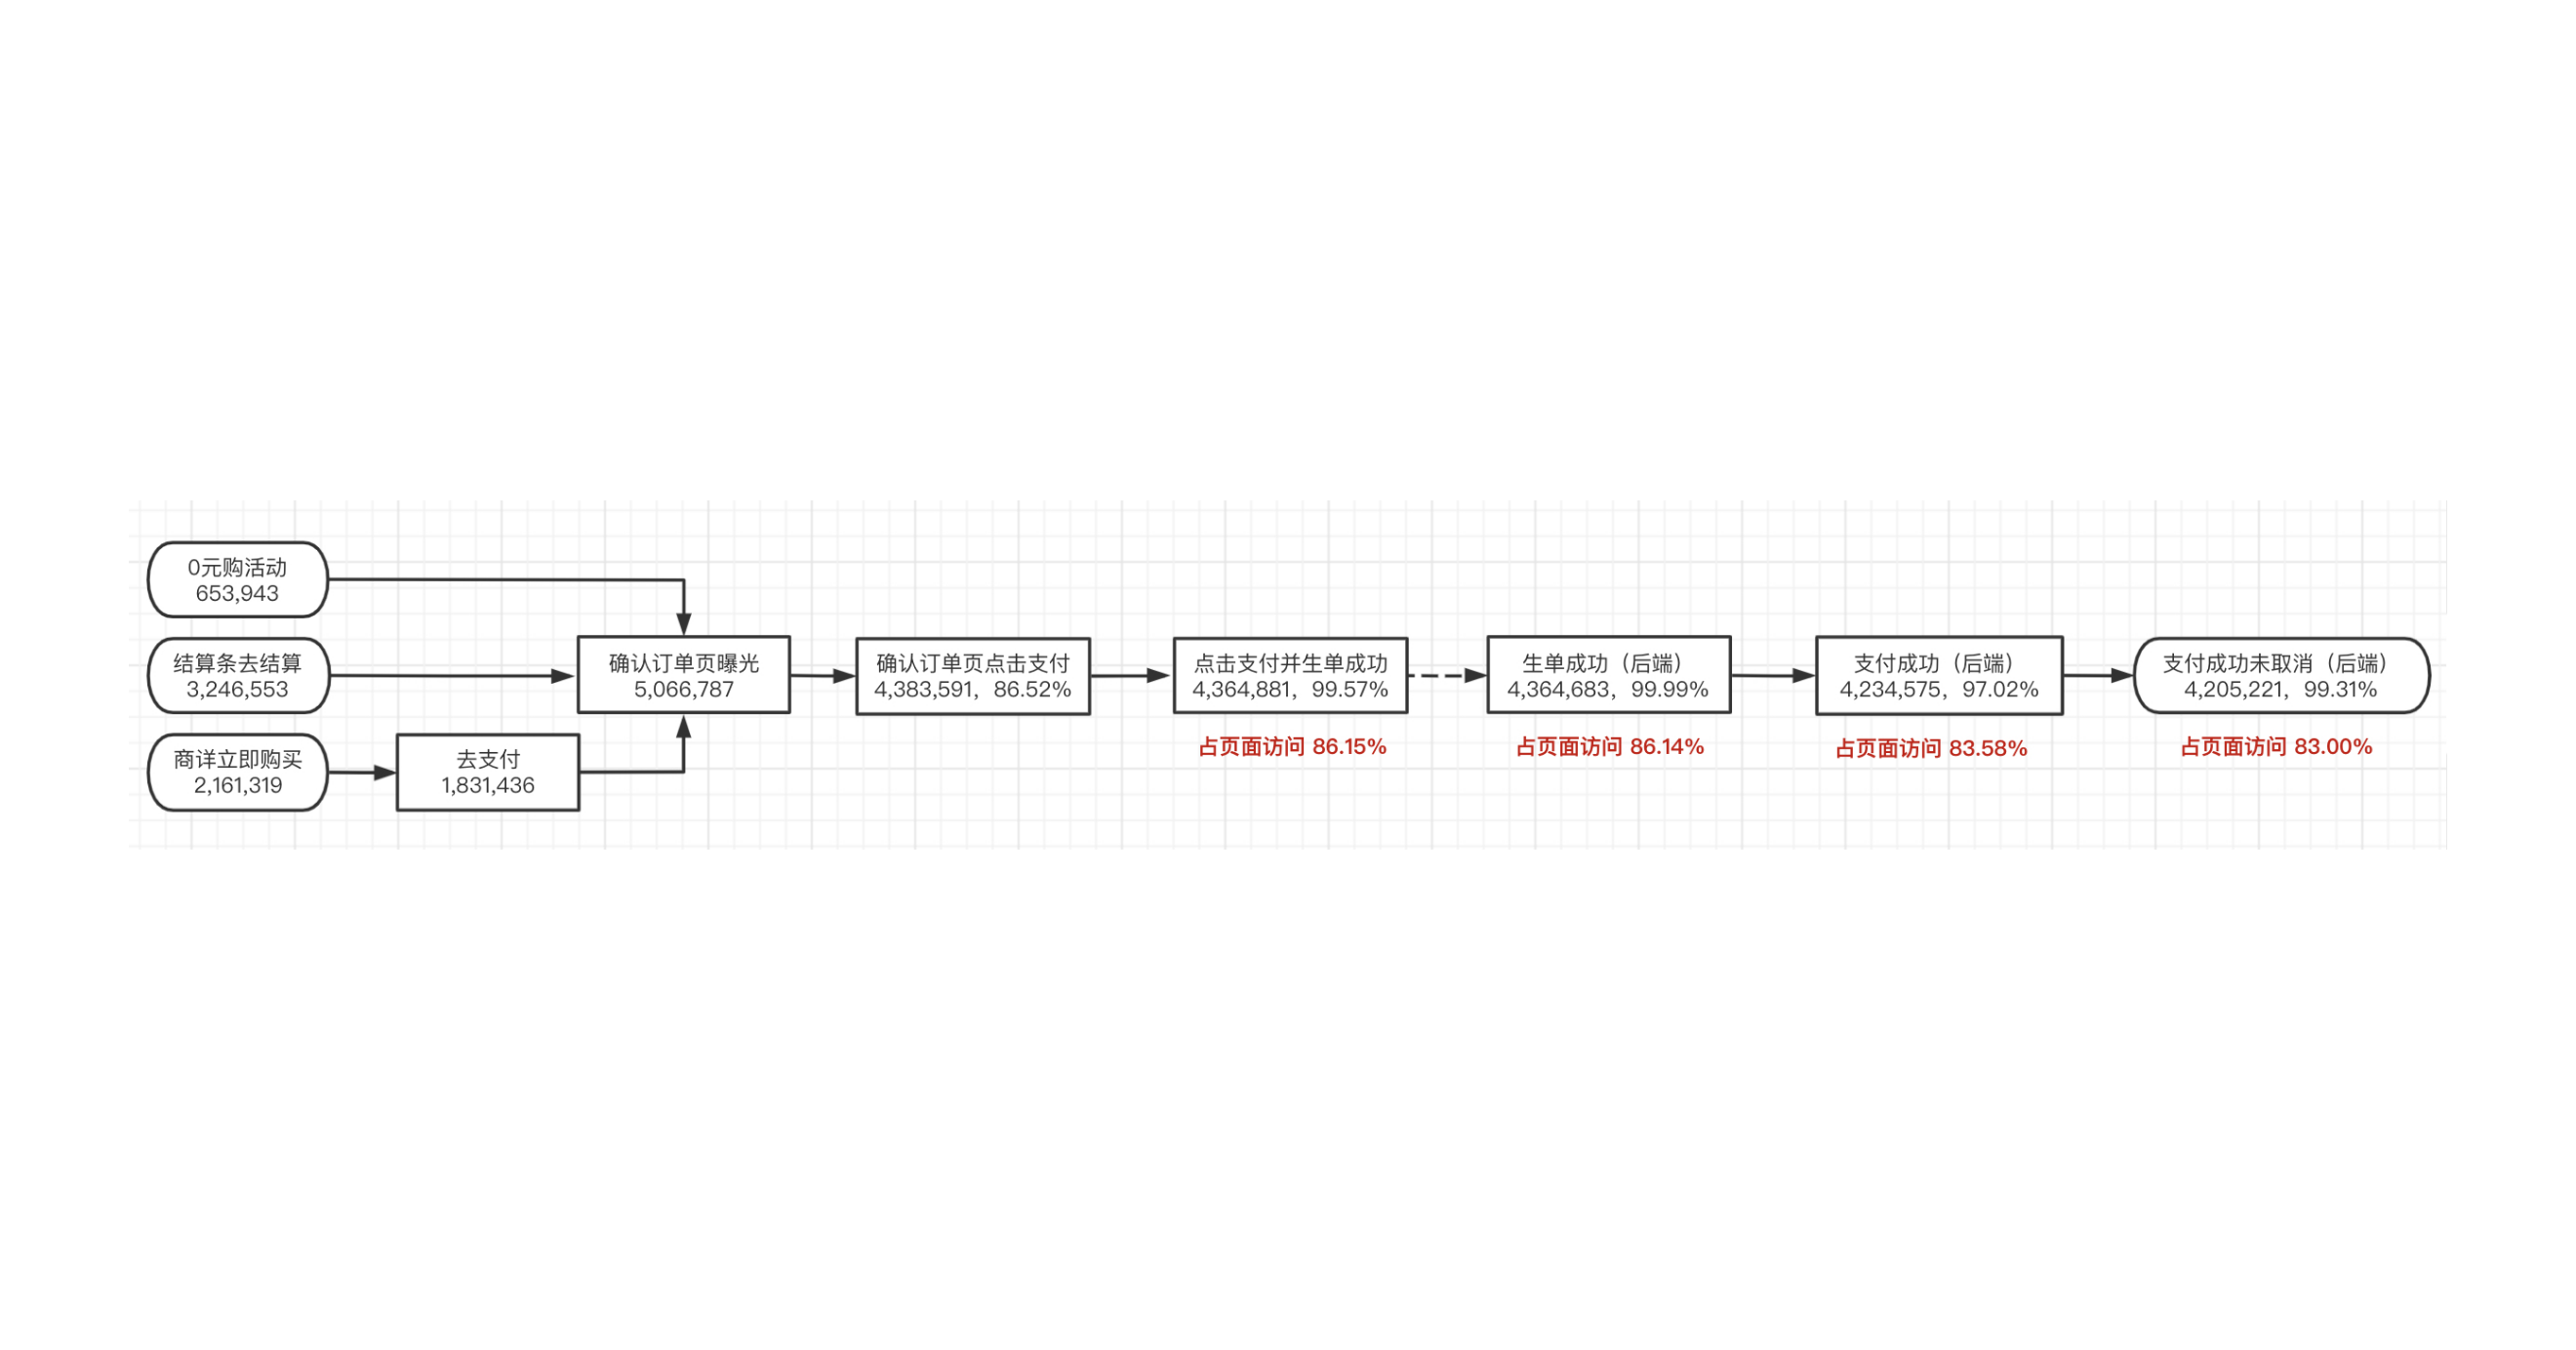 0元购活动
653,943
结算条去结算
3,246,553
商洋立即购买
2,161,319
去支付
1,831,436
确认订单页曝光
5,066,787
确认订单页点击支付
4,383,591，86.52%
点击支付并生单成功
4,364,881，99.57%
占页面访问 86.15%
生单成功（后端）
4,364,683，99.99%
占页面访问 86.14%
支付成功（后端）
4,234,575，97.02%
占页面访问 83.58%
支付成功未取消（后端）
4,205,221，99.31%
占页面访问 83.00%